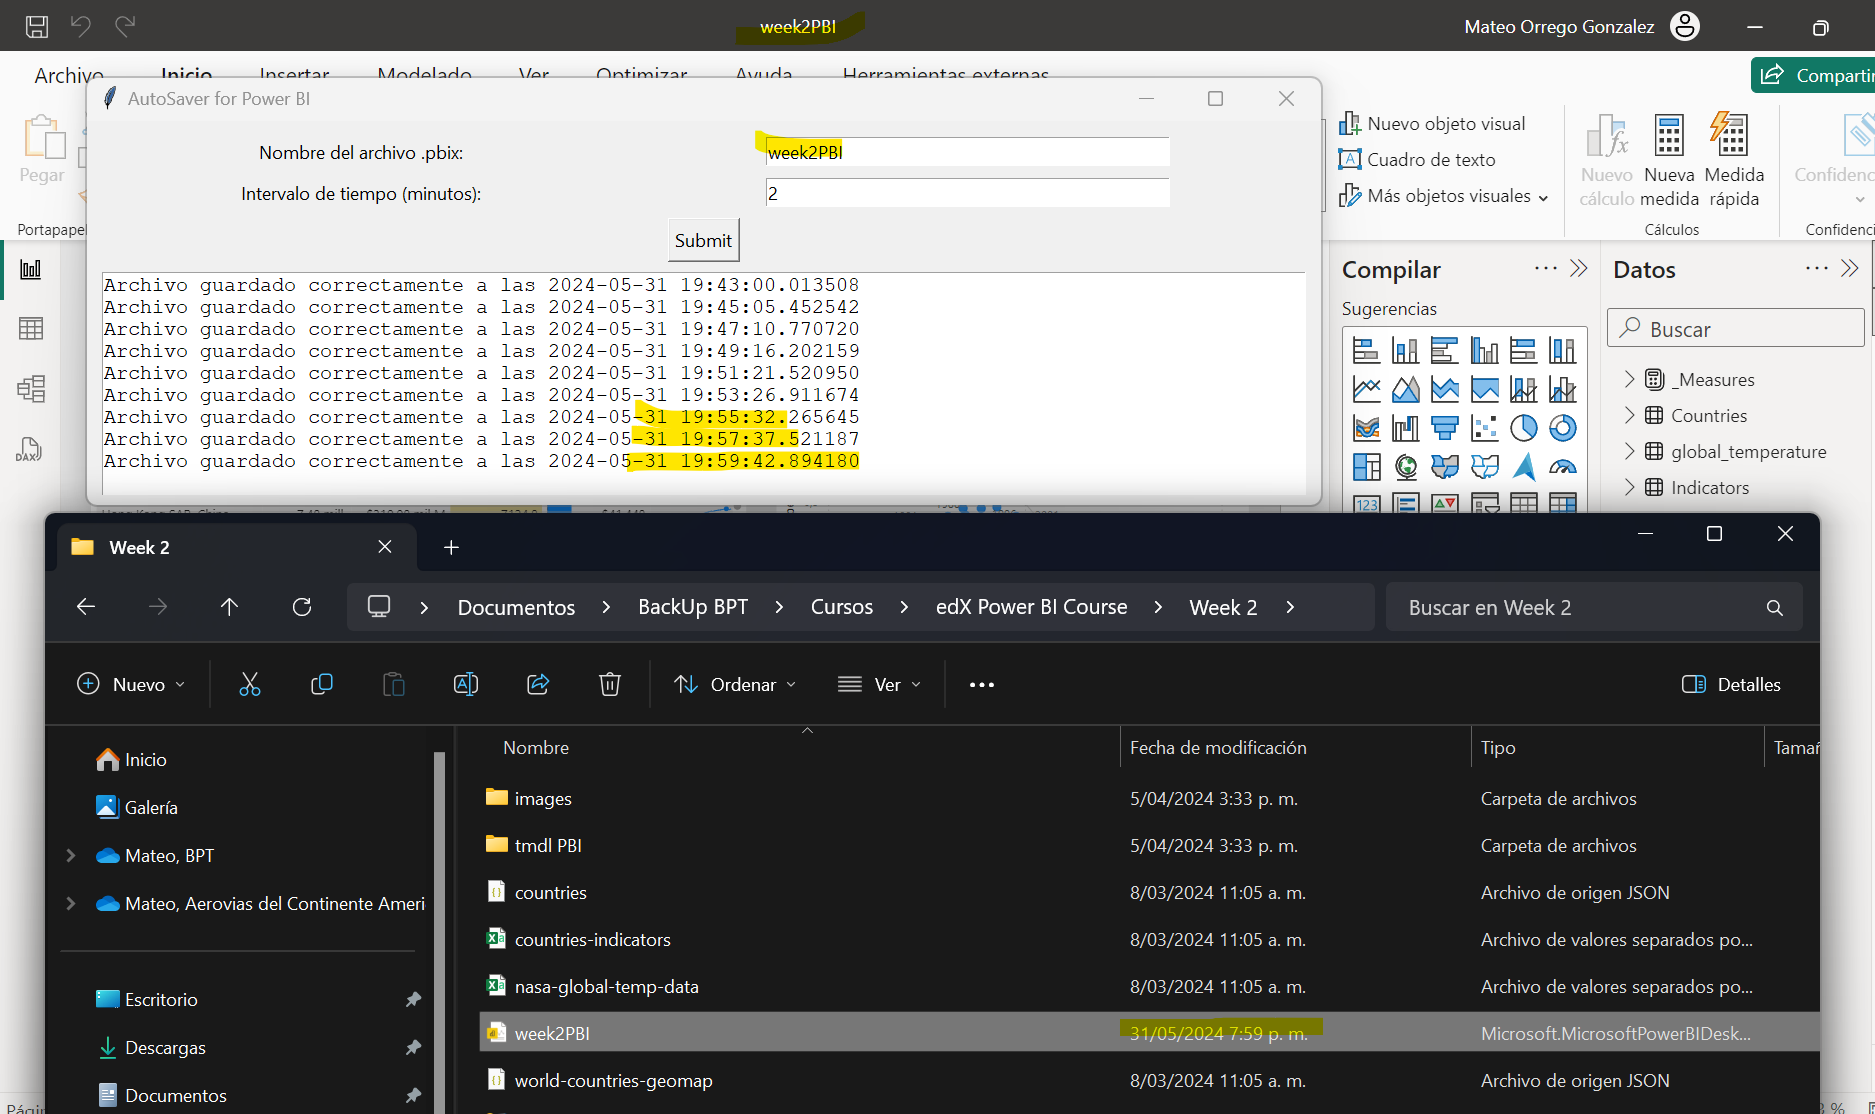 week2PBI
Mateo Orrego Gonzalez
Archivo Inicio Insertar Modelado Ver Optimizar Ayuda Herramientas externas
Compartir
AutoSaver for Power BI
Nombre del archivo .pbix: week2PBI
Intervalo de tiempo (minutos): 2
Submit
Archivo guardado correctamente a las 2024-05-31 19:43:00.013508
Archivo guardado correctamente a las 2024-05-31 19:45:05.452542
Archivo guardado correctamente a las 2024-05-31 19:47:10.770720
Archivo guardado correctamente a las 2024-05-31 19:49:16.202159
Archivo guardado correctamente a las 2024-05-31 19:51:21.520950
Archivo guardado correctamente a las 2024-05-31 19:53:26.911674
Archivo guardado correctamente a las 2024-05-31 19:55:32.265645
Archivo guardado correctamente a las 2024-05-31 19:57:37.521187
Archivo guardado correctamente a las 2024-05-31 19:59:42.894180
Pegar
Portapape
DAX
Nuevo objeto visual
Cuadro de texto
Más objetos visuales
Nuevo cálculo
Nueva medida
Medida rápida
Cálculos
Confidenc
Confidenci
Compilar
Sugerencias
123
Datos
Buscar
_Measures
Countries
global_temperature
Indicators
Week 2
Documentos > BackUp BPT > Cursos > edX Power BI Course > Week 2 >
Buscar en Week 2
Nuevo
Ordenar
Ver
Detalles
Inicio
Galería
Mateo, BPT
Mateo, Aerovias del Continente Ameri
Escritorio
Descargas
Documentos
Nombre Fecha de modificación Tipo Tamañ
images 5/04/2024 3:33 p. m. Carpeta de archivos
tmdl PBI 5/04/2024 3:33 p. m. Carpeta de archivos
countries 8/03/2024 11:05 a. m. Archivo de origen JSON
countries-indicators 8/03/2024 11:05 a. m. Archivo de valores separados po...
nasa-global-temp-data 8/03/2024 11:05 a. m. Archivo de valores separados po...
week2PBI 31/05/2024 7:59 p. m. Microsoft.MicrosoftPowerBIDesk...
world-countries-geomap 8/03/2024 11:05 a. m. Archivo de origen JSON